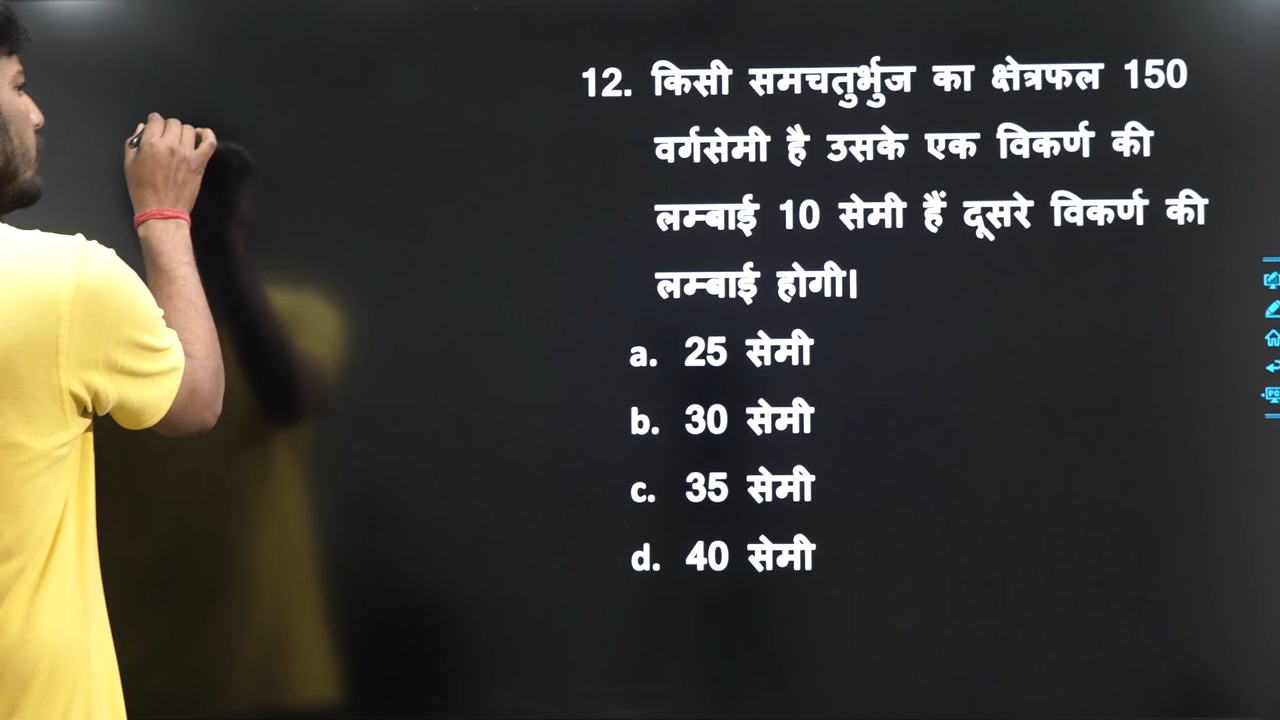 12. किसी समचतुर्भुज का क्षेत्रफल 150
वर्गसेमी है उसके एक विकर्ण की
लम्बाई 10 सेमी हैं दूसरे विकर्ण की
लम्बाई होगी।
a. 25 सेमी
b. 30 सेमी
c. 35 सेमी
d. 40 सेमी